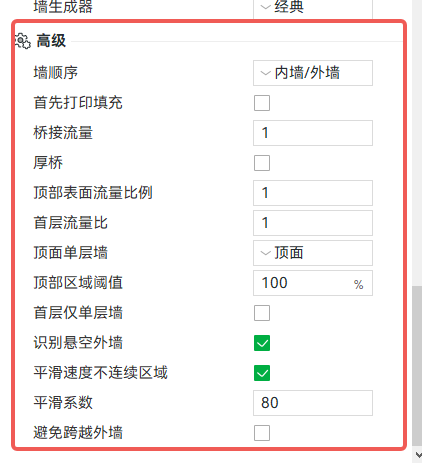 墙生成器 经典
高级
墙顺序 内墙/外墙
首先打印填充
桥接流量 1
厚桥
顶部表面流量比例 1
首层流量比 1
顶面单层墙 顶面
顶部区域阈值 100 %
首层仅单层墙
识别悬空外墙
平滑速度不连续区域
平滑系数 80
避免跨越外墙